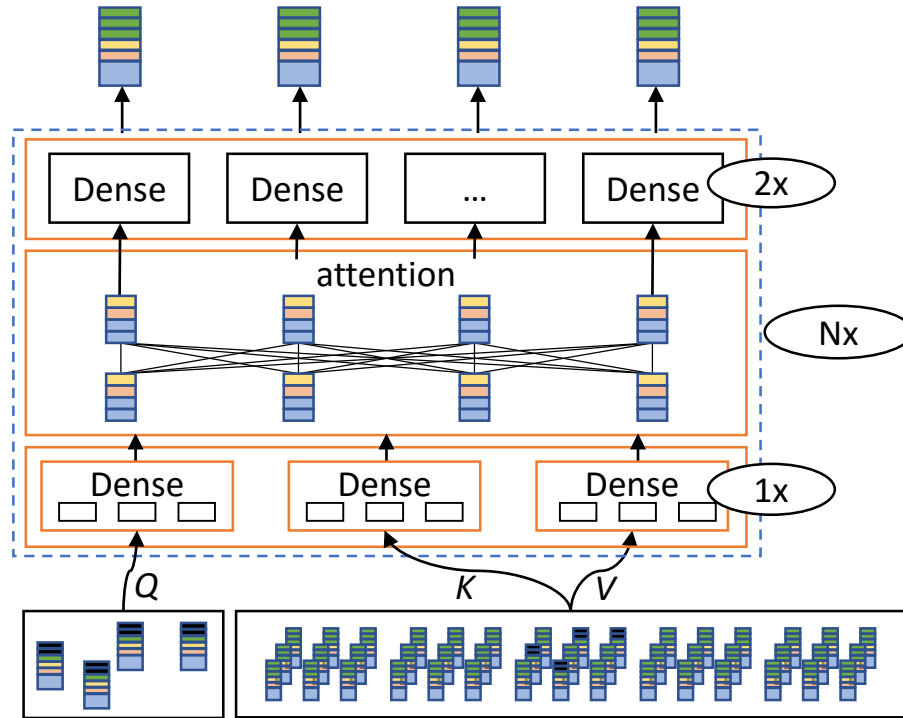 Dense
Dense
...
Dense
2x
attention
Nx
Dense
Dense
Dense
1x
Q
K
V